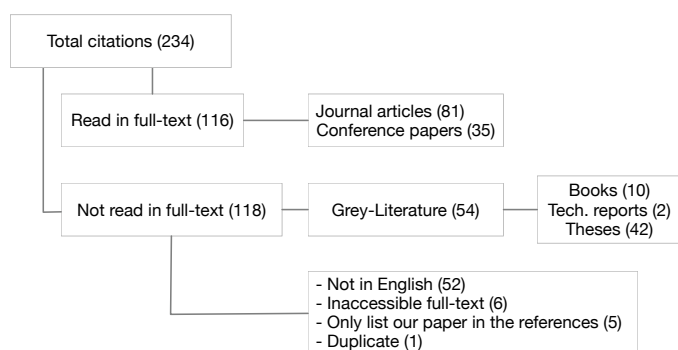 Total citations (234)
Read in full-text (116)
Journal articles (81)
Conference papers (35)
Not read in full-text (118)
Grey-Literature (54)
Books (10)
Tech. reports (2)
Theses (42)
- Not in English (52)
- Inaccessible full-text (6)
- Only list our paper in the references (5)
- Duplicate (1)